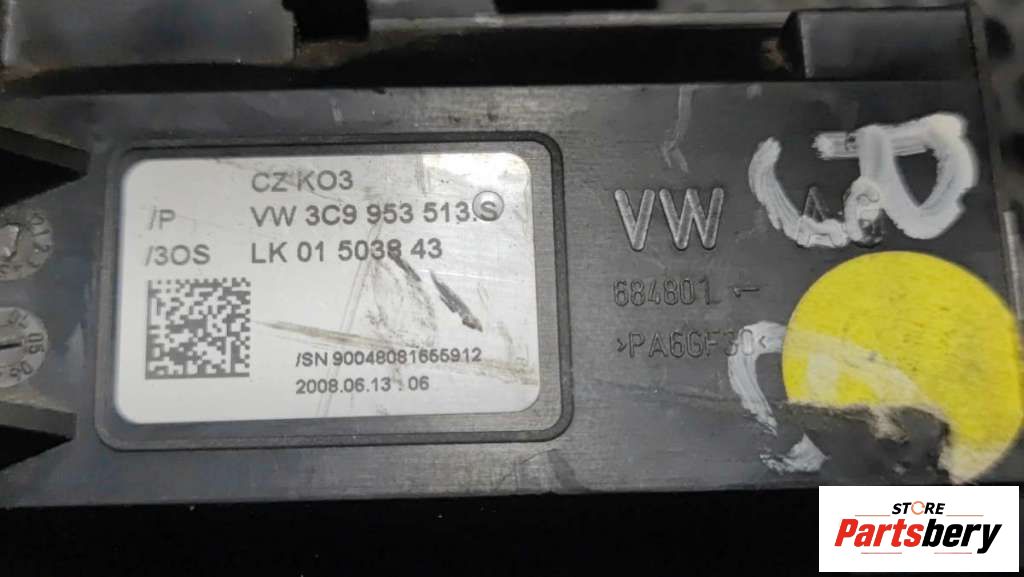 CZ KO3
/P VW 3C9 953 513.S
/3OS LK 01 5038 43
/SN 90048081655912
2008.06.13 : 06
VW
684801 ←
>PA6GF30<
STORE
Partsbery